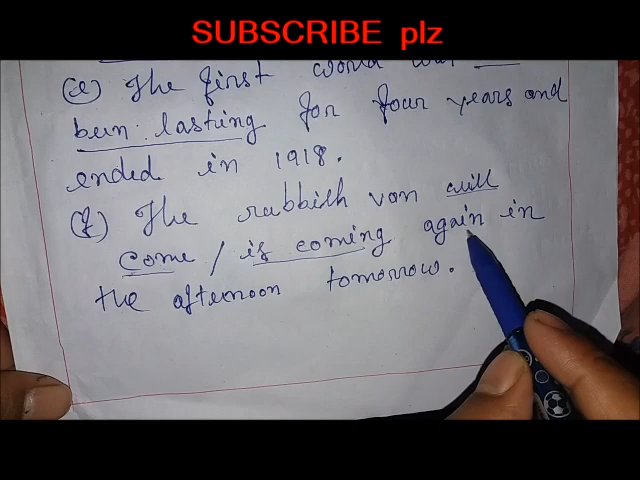 SUBSCRIBE plz
(e) The first world war
been lasting for four years and
ended in 1918.
(f) The rubbish van will
come / is coming again in
the afternoon tomorrow.